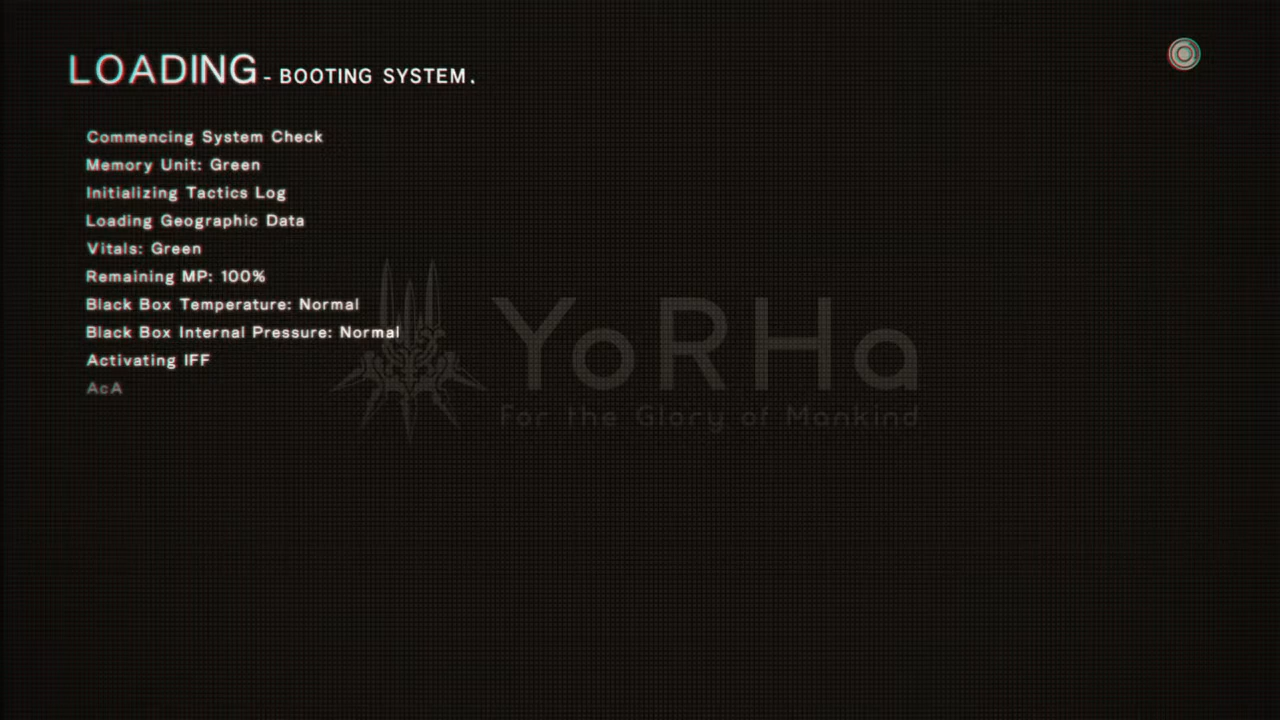 LOADING - BOOTING SYSTEM.
Commencing System Check
Memory Unit: Green
Initializing Tactics Log
Loading Geographic Data
Vitals: Green
Remaining MP: 100%
Black Box Temperature: Normal
Black Box Internal Pressure: Normal
Activating IFF
AcA
YoRHa
For the Glory of Mankind